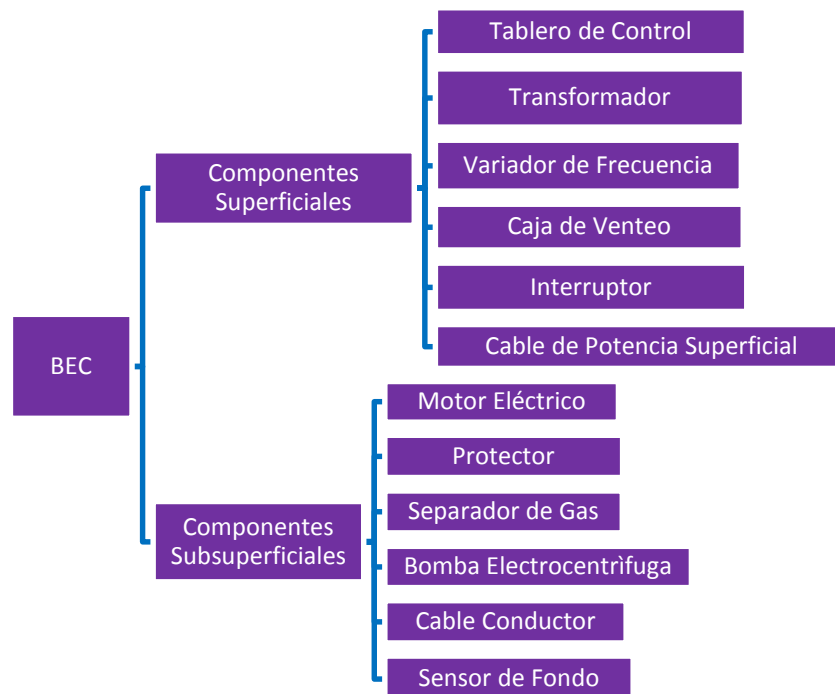 BEC
Componentes
Superficiales
Tablero de Control
Transformador
Variador de Frecuencia
Caja de Venteo
Interruptor
Cable de Potencia Superficial
Componentes
Subsuperficiales
Motor Eléctrico
Protector
Separador de Gas
Bomba Electrocentrìfuga
Cable Conductor
Sensor de Fondo